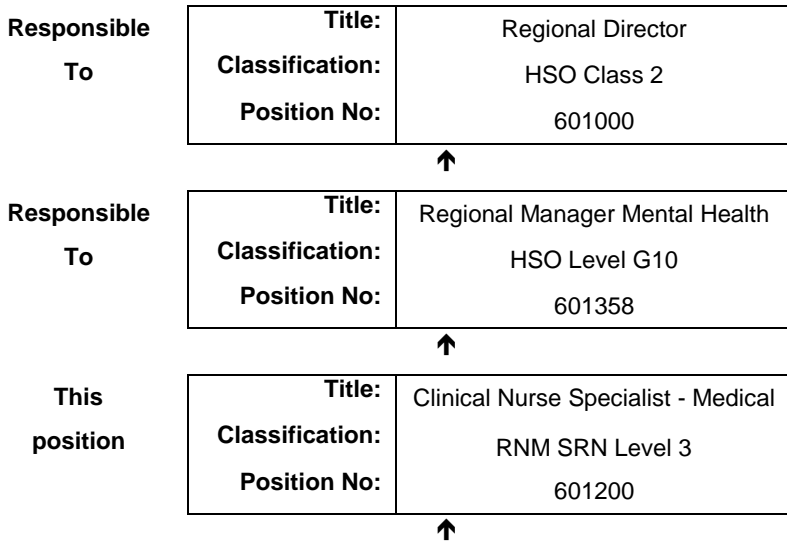 Responsible
To
Title: Regional Director
Classification: HSO Class 2
Position No: 601000
Responsible
To
Title: Regional Manager Mental Health
Classification: HSO Level G10
Position No: 601358
This
position
Title: Clinical Nurse Specialist - Medical
Classification: RNM SRN Level 3
Position No: 601200